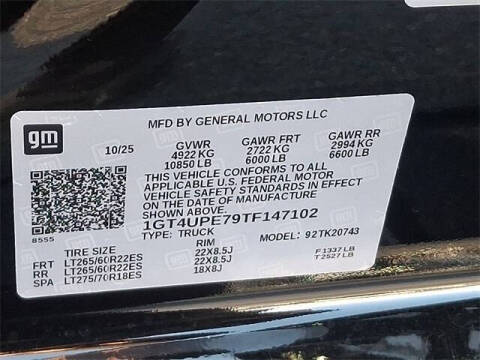 MFD BY GENERAL MOTORS LLC
gm
10/25 GVWR GAWR FRT GAWR RR
4922 KG 2722 KG 2994 KG
10850 LB 6000 LB 6600 LB
THIS VEHICLE CONFORMS TO ALL
APPLICABLE U.S. FEDERAL MOTOR
VEHICLE SAFETY STANDARDS IN EFFECT
ON THE DATE OF MANUFACTURE
SHOWN ABOVE.
1GT4UPE79TF147102
8555
TYPE: TRUCK MODEL: 92TK20743
TIRE SIZE RIM
FRT LT265/60R22ES 22X8.5J F 1337 LB
RR LT265/60R22ES 22X8.5J T 2527 LB
SPA LT275/70R18ES 18X8J